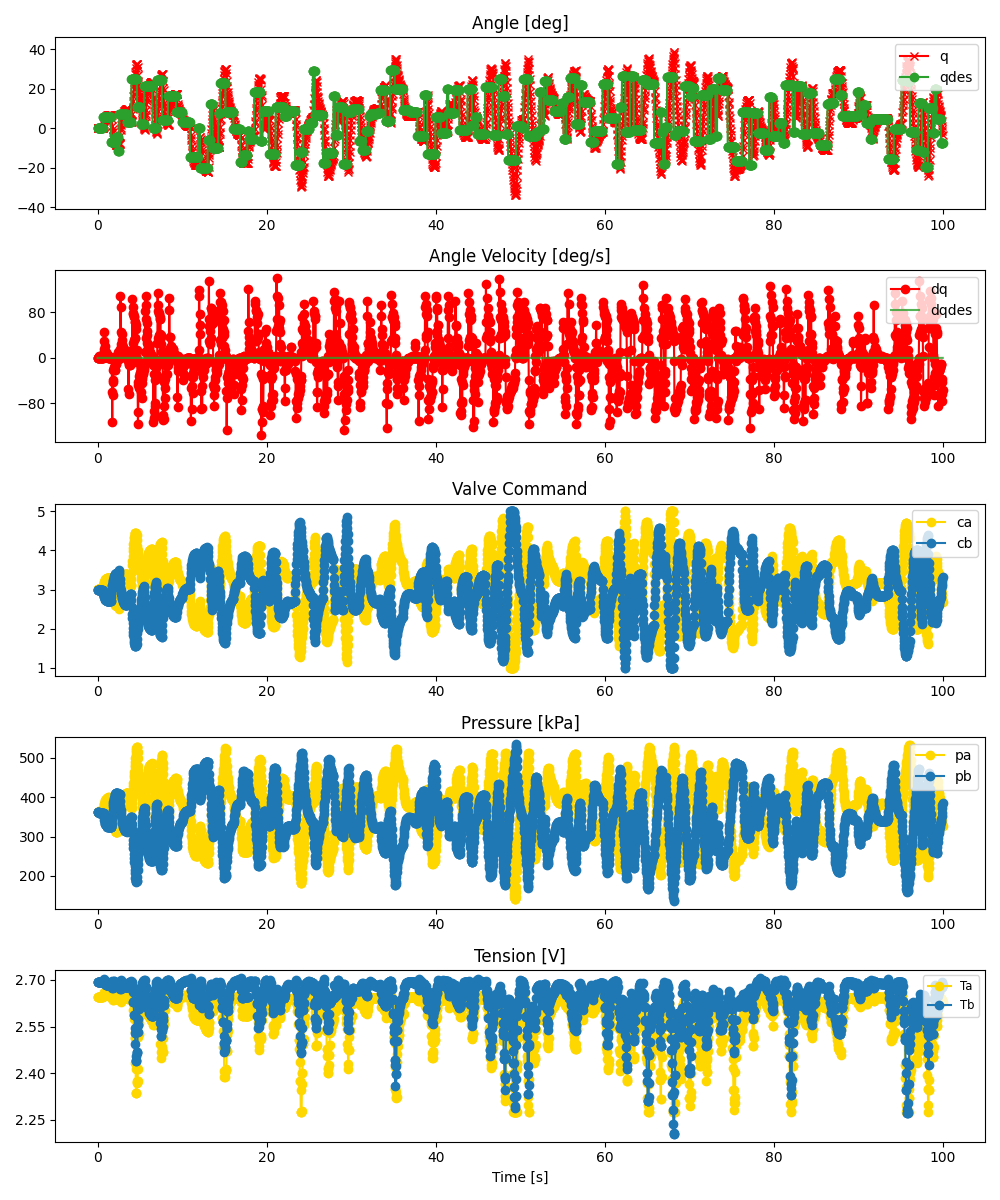 Angle [deg]
40
20
0
−20
−40
q
qdes
0 20 40 60 80 100
Angle Velocity [deg/s]
80
0
−80
dq
dqdes
0 20 40 60 80 100
Valve Command
5
4
3
2
1
ca
cb
0 20 40 60 80 100
Pressure [kPa]
500
400
300
200
pa
pb
0 20 40 60 80 100
Tension [V]
2.70
2.55
2.40
2.25
Ta
Tb
0 20 40 60 80 100
Time [s]